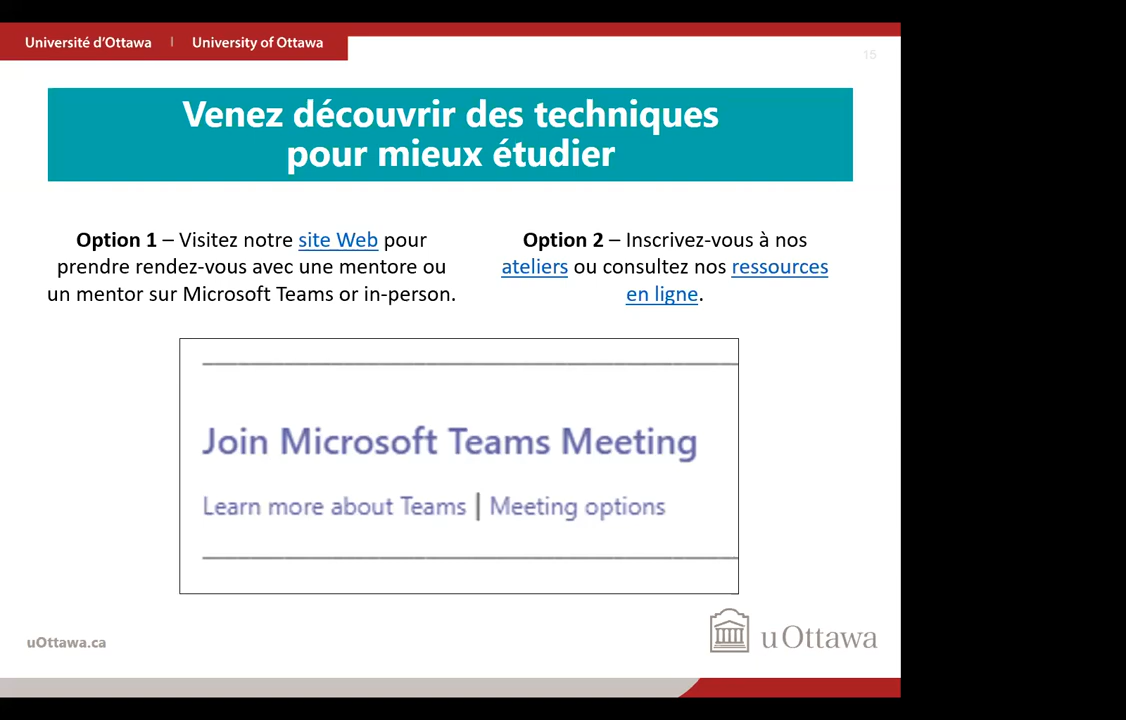 Université d'Ottawa | University of Ottawa
15
Venez découvrir des techniques
pour mieux étudier
Option 1 – Visitez notre site Web pour
prendre rendez-vous avec une mentore ou
un mentor sur Microsoft Teams or in-person.
Option 2 – Inscrivez-vous à nos
ateliers ou consultez nos ressources
en ligne.
Join Microsoft Teams Meeting
Learn more about Teams | Meeting options
uOttawa.ca
uOttawa